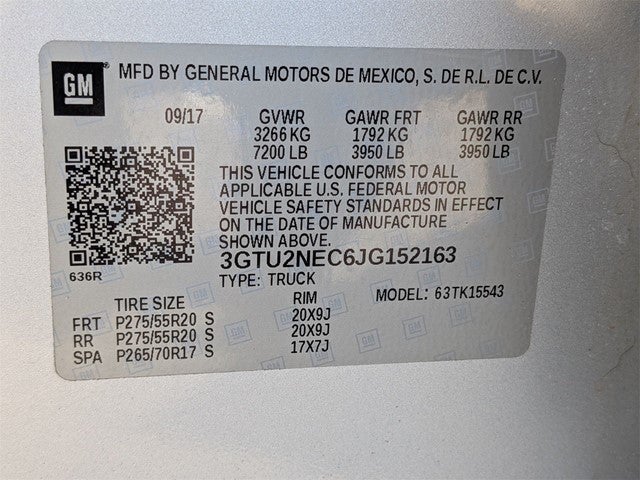 GM MFD BY GENERAL MOTORS DE MEXICO, S. DE R.L. DE C.V.
09/17 GVWR GAWR FRT GAWR RR
3266 KG 1792 KG 1792 KG
7200 LB 3950 LB 3950 LB
THIS VEHICLE CONFORMS TO ALL
APPLICABLE U.S. FEDERAL MOTOR
VEHICLE SAFETY STANDARDS IN EFFECT
ON THE DATE OF MANUFACTURE
SHOWN ABOVE.
3GTU2NEC6JG152163
636R TYPE: TRUCK
TIRE SIZE RIM MODEL: 63TK15543
FRT P275/55R20 S 20X9J
RR P275/55R20 S 20X9J
SPA P265/70R17 S 17X7J